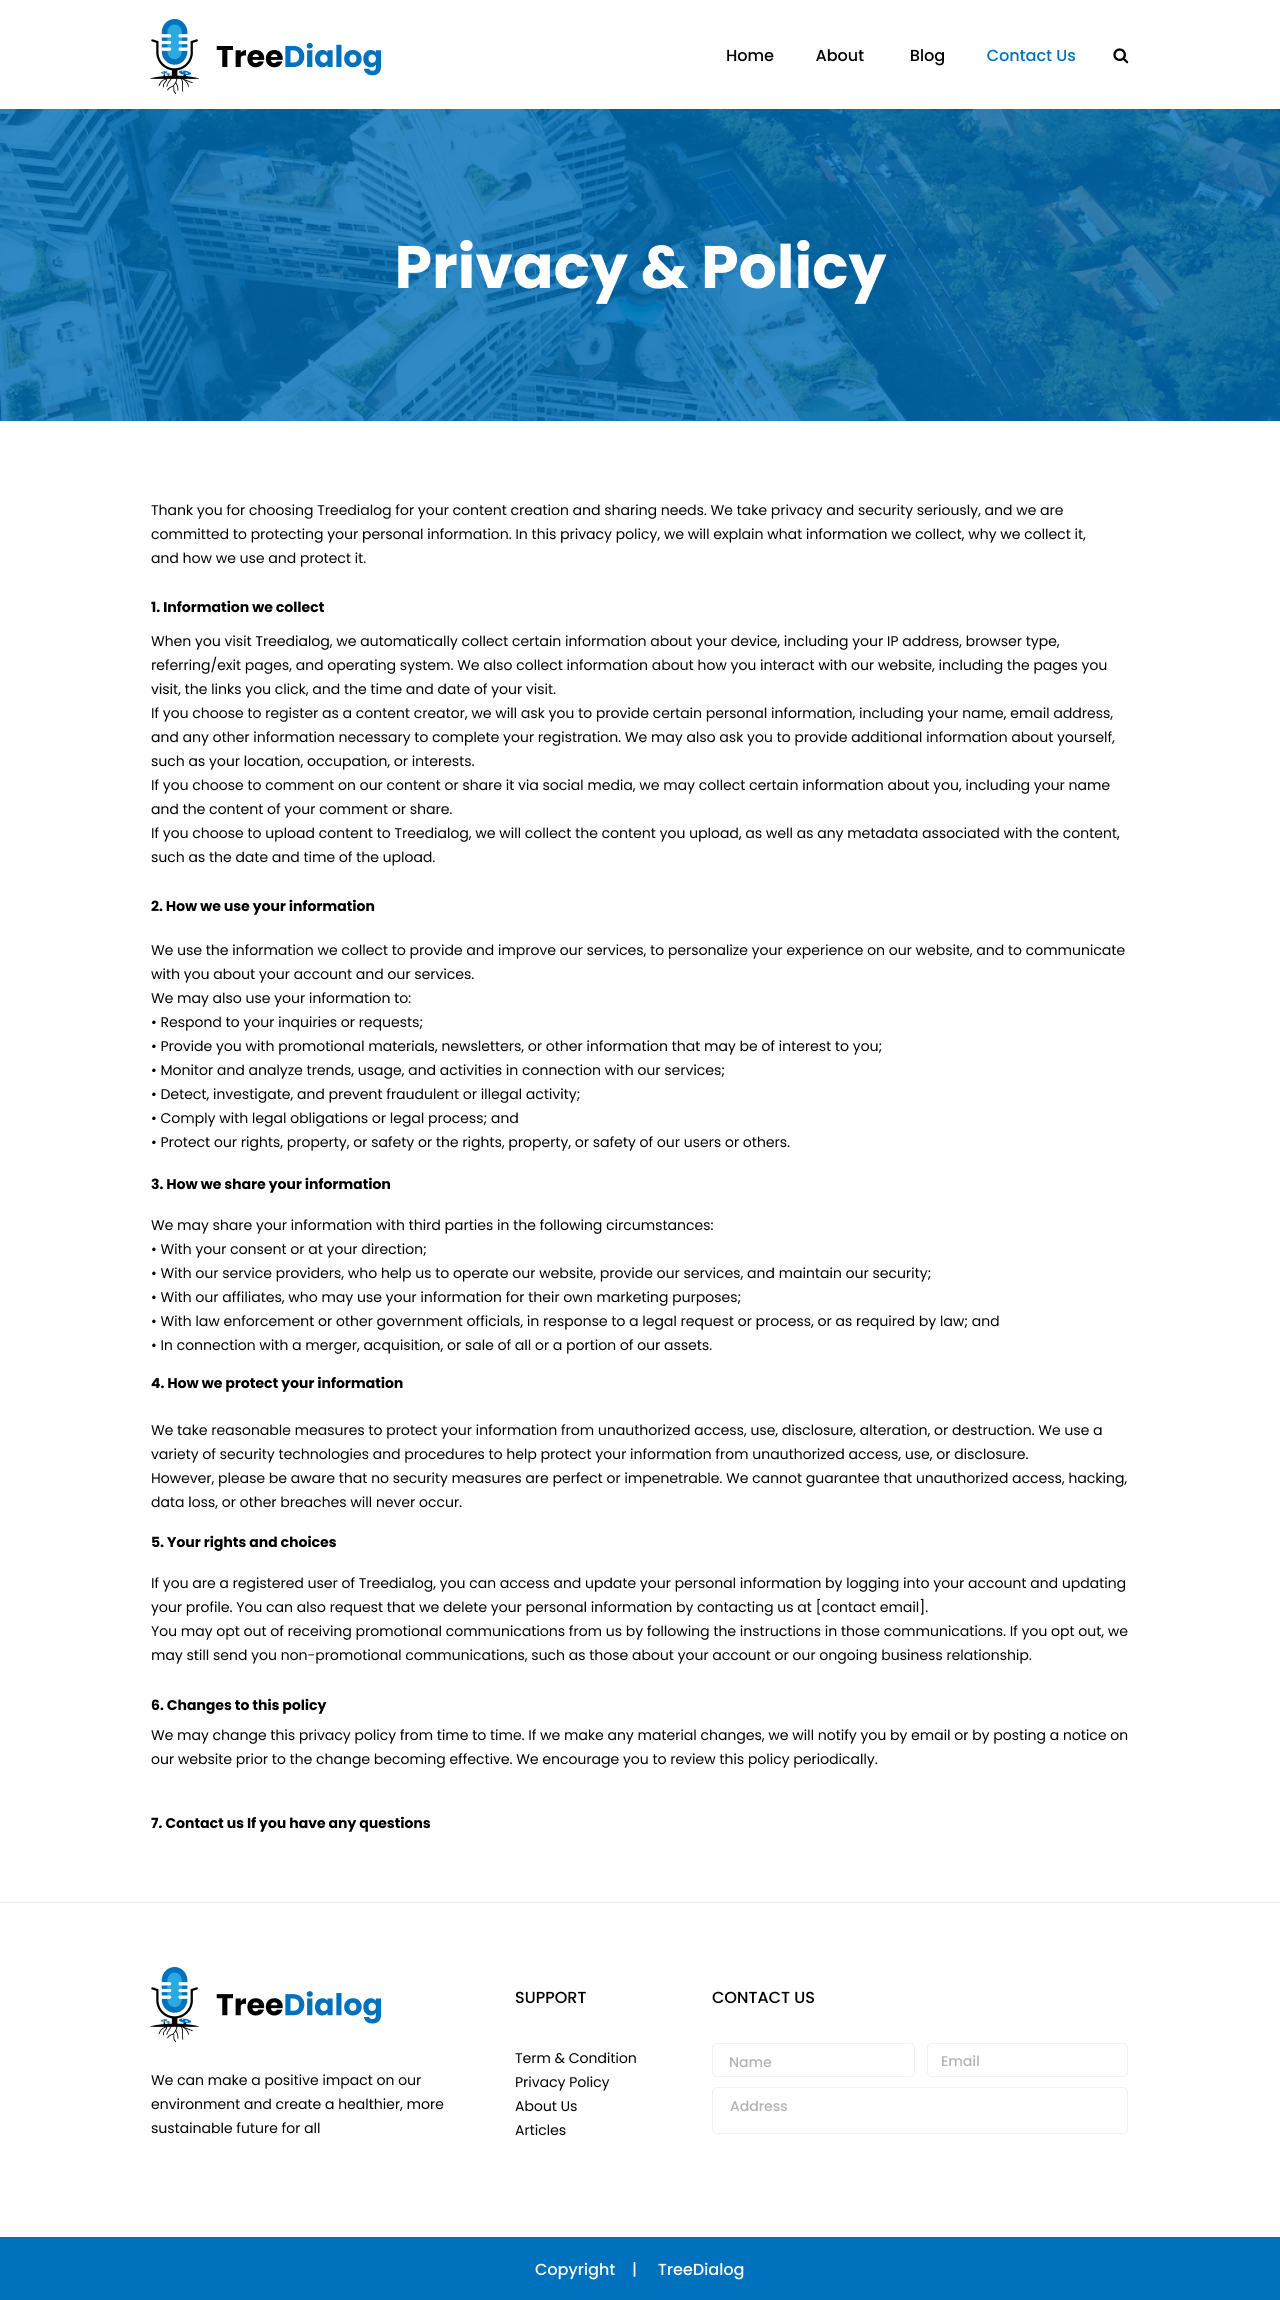 TreeDialog
Home About Blog Contact Us
Privacy & Policy
Thank you for choosing Treedialog for your content creation and sharing needs. We take privacy and security seriously, and we are
committed to protecting your personal information. In this privacy policy, we will explain what information we collect, why we collect it,
and how we use and protect it.
1. Information we collect
When you visit Treedialog, we automatically collect certain information about your device, including your IP address, browser type,
referring/exit pages, and operating system. We also collect information about how you interact with our website, including the pages you
visit, the links you click, and the time and date of your visit.
If you choose to register as a content creator, we will ask you to provide certain personal information, including your name, email address,
and any other information necessary to complete your registration. We may also ask you to provide additional information about yourself,
such as your location, occupation, or interests.
If you choose to comment on our content or share it via social media, we may collect certain information about you, including your name
and the content of your comment or share.
If you choose to upload content to Treedialog, we will collect the content you upload, as well as any metadata associated with the content,
such as the date and time of the upload.
2. How we use your information
We use the information we collect to provide and improve our services, to personalize your experience on our website, and to communicate
with you about your account and our services.
We may also use your information to:
• Respond to your inquiries or requests;
• Provide you with promotional materials, newsletters, or other information that may be of interest to you;
• Monitor and analyze trends, usage, and activities in connection with our services;
• Detect, investigate, and prevent fraudulent or illegal activity;
• Comply with legal obligations or legal process; and
• Protect our rights, property, or safety or the rights, property, or safety of our users or others.
3. How we share your information
We may share your information with third parties in the following circumstances:
• With your consent or at your direction;
• With our service providers, who help us to operate our website, provide our services, and maintain our security;
• With our affiliates, who may use your information for their own marketing purposes;
• With law enforcement or other government officials, in response to a legal request or process, or as required by law; and
• In connection with a merger, acquisition, or sale of all or a portion of our assets.
4. How we protect your information
We take reasonable measures to protect your information from unauthorized access, use, disclosure, alteration, or destruction. We use a
variety of security technologies and procedures to help protect your information from unauthorized access, use, or disclosure.
However, please be aware that no security measures are perfect or impenetrable. We cannot guarantee that unauthorized access, hacking,
data loss, or other breaches will never occur.
5. Your rights and choices
If you are a registered user of Treedialog, you can access and update your personal information by logging into your account and updating
your profile. You can also request that we delete your personal information by contacting us at [contact email].
You may opt out of receiving promotional communications from us by following the instructions in those communications. If you opt out, we
may still send you non-promotional communications, such as those about your account or our ongoing business relationship.
6. Changes to this policy
We may change this privacy policy from time to time. If we make any material changes, we will notify you by email or by posting a notice on
our website prior to the change becoming effective. We encourage you to review this policy periodically.
7. Contact us If you have any questions
TreeDialog
We can make a positive impact on our
environment and create a healthier, more
sustainable future for all
SUPPORT
Term & Condition
Privacy Policy
About Us
Articles
CONTACT US
Name Email
Address
Copyright | TreeDialog